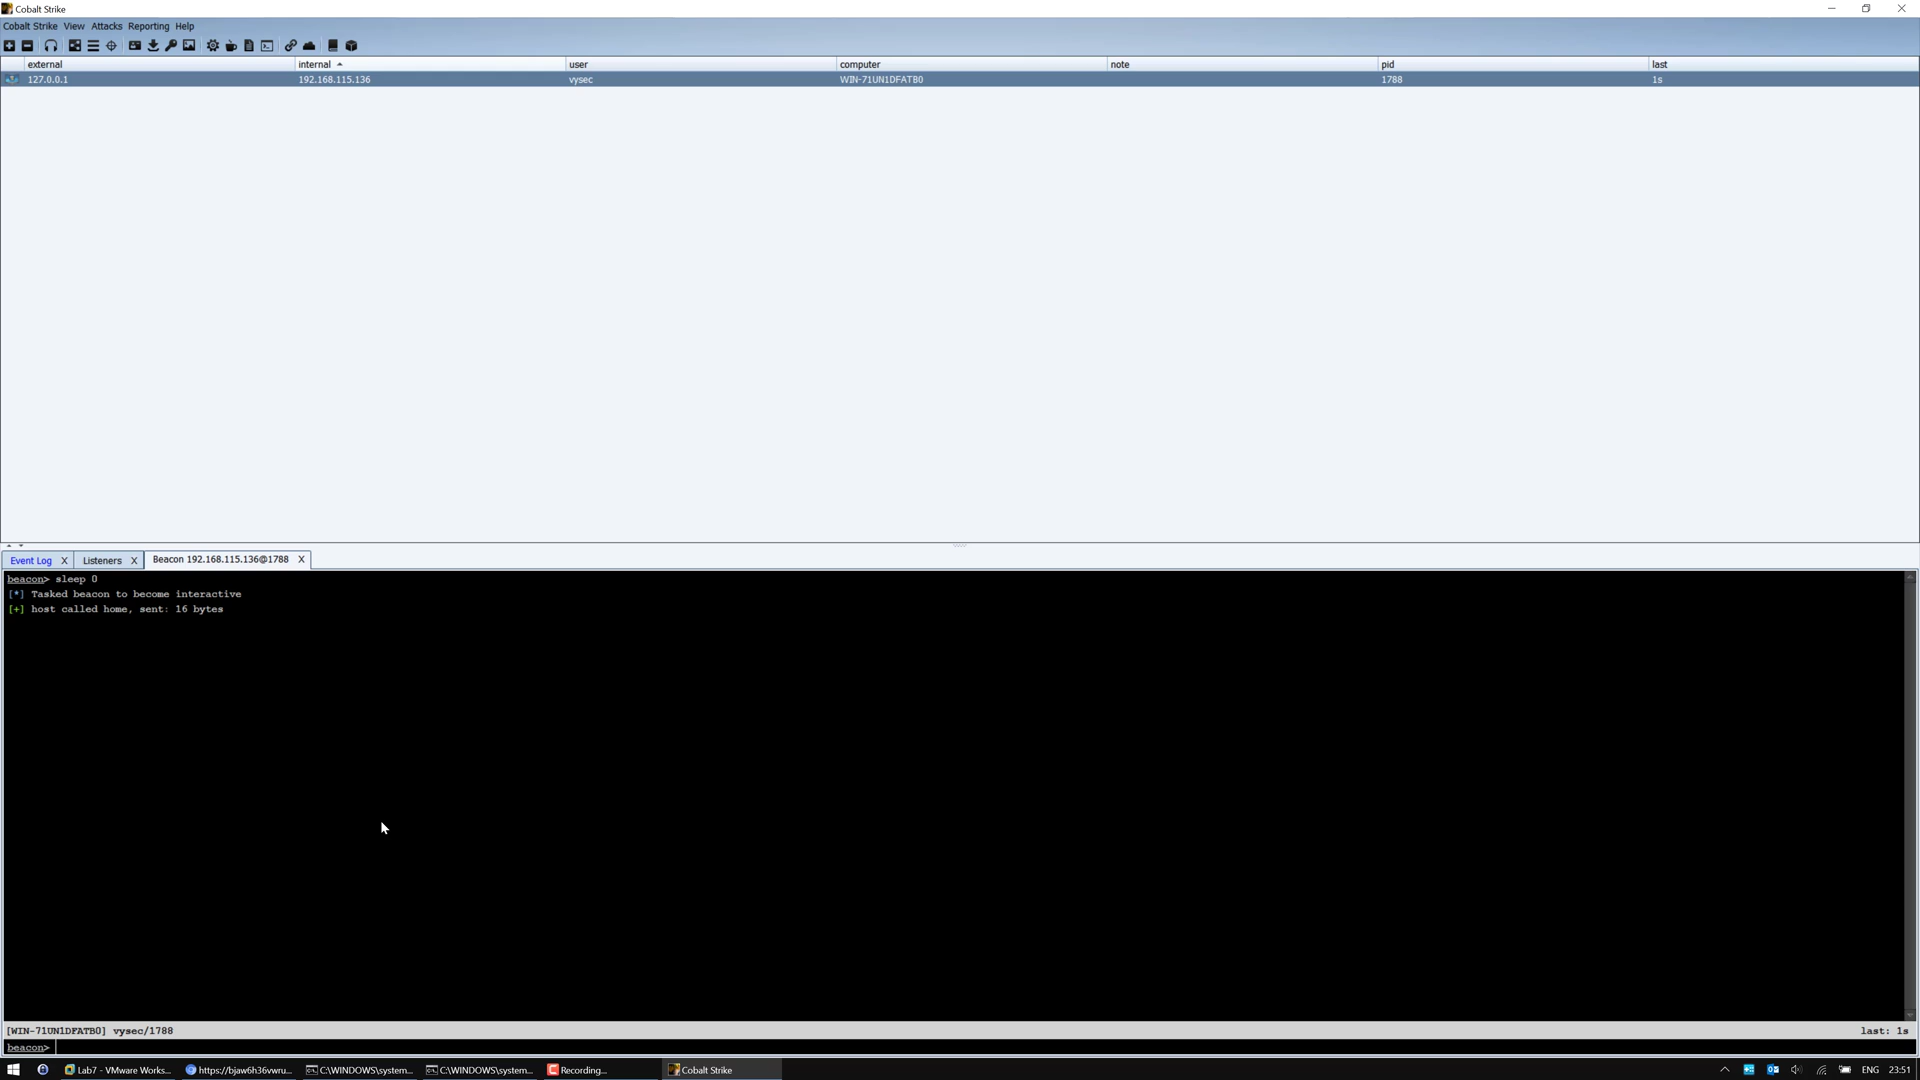 Cobalt Strike
Cobalt Strike View Attacks Reporting Help
external internal user computer note pid last
127.0.0.1 192.168.115.136 vysec WIN-71UN1DFATB0 1788 1s
Event Log X Listeners X Beacon 192.168.115.136@1788 X
beacon> sleep 0
[*] Tasked beacon to become interactive
[+] host called home, sent: 16 bytes
[WIN-71UN1DFATB0] vysec/1788 last: 1s
beacon>
Lab7 - VMware Works... https://bjaw6h36vwru... C:\WINDOWS\system... C:\WINDOWS\system... Recording... Cobalt Strike ENG 23:51